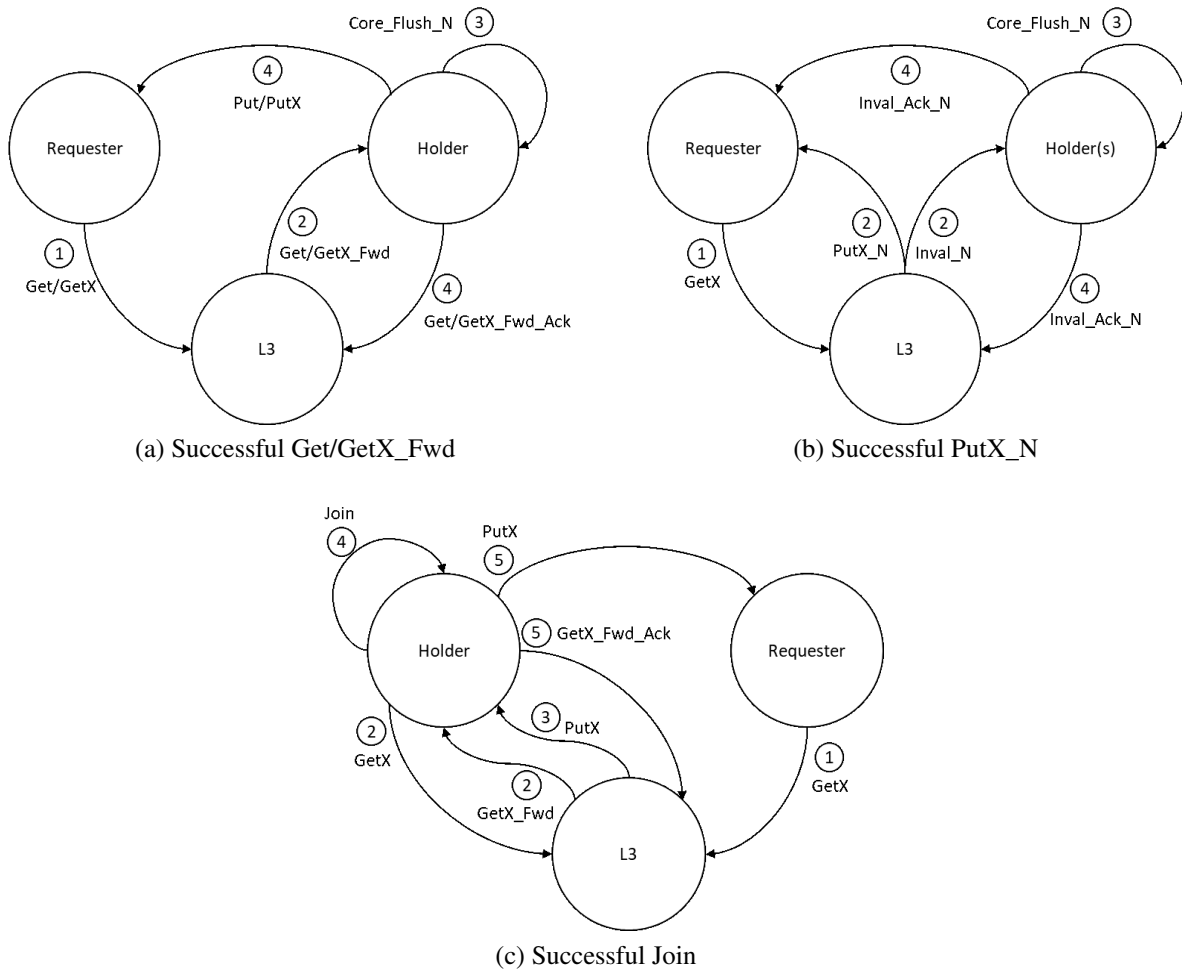 Core_Flush_N
3
4
Put/PutX
Requester
Holder
1
Get/GetX
2
Get/GetX_Fwd
4
Get/GetX_Fwd_Ack
L3
(a) Successful Get/GetX_Fwd
Core_Flush_N
3
4
Inval_Ack_N
Requester
Holder(s)
1
GetX
2
PutX_N
2
Inval_N
4
Inval_Ack_N
L3
(b) Successful PutX_N
Join
4
PutX
5
5 GetX_Fwd_Ack
Holder
Requester
2
GetX
3
PutX
2
GetX_Fwd
1
GetX
L3
(c) Successful Join